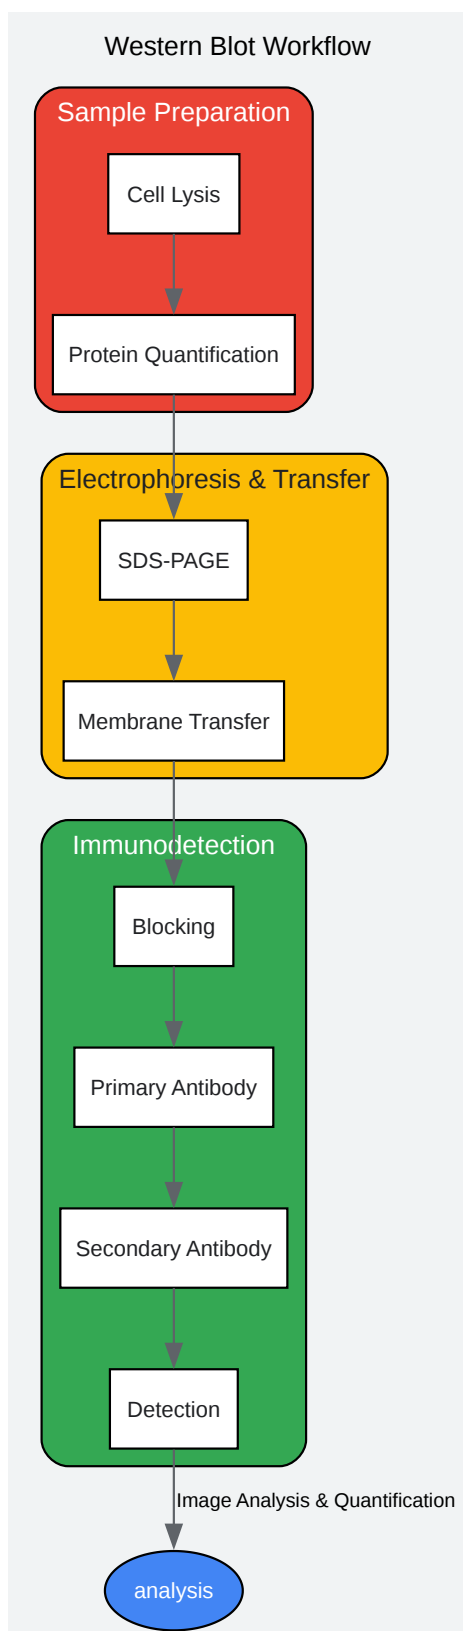 Western Blot Workflow
Sample Preparation
Cell Lysis
Protein Quantification
Electrophoresis & Transfer
SDS-PAGE
Membrane Transfer
Immunodetection
Blocking
Primary Antibody
Secondary Antibody
Detection
Image Analysis & Quantification
analysis